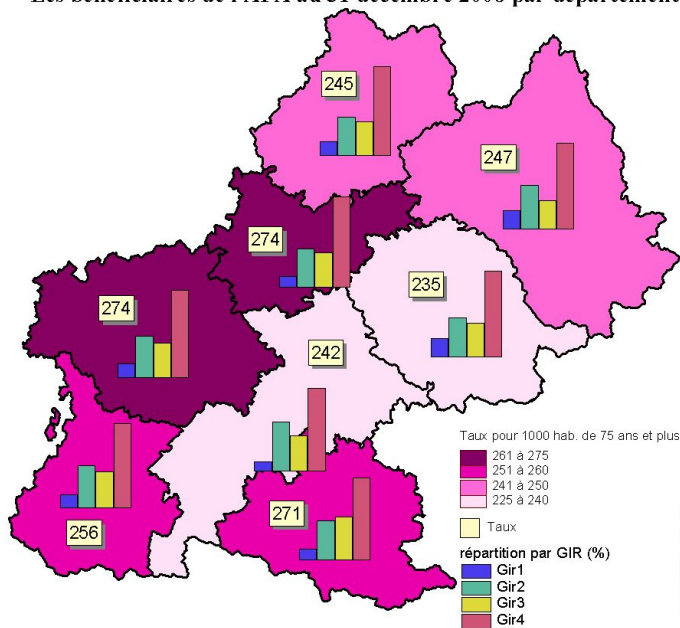 Les bénéficiaires de l'APA au 31 décembre 2008 par département
245
247
274
235
274
242
256
271
Taux pour 1000 hab. de 75 ans et plus
261 à 275
251 à 260
241 à 250
225 à 240
Taux
répartition par GIR (%)
Gir1
Gir2
Gir3
Gir4